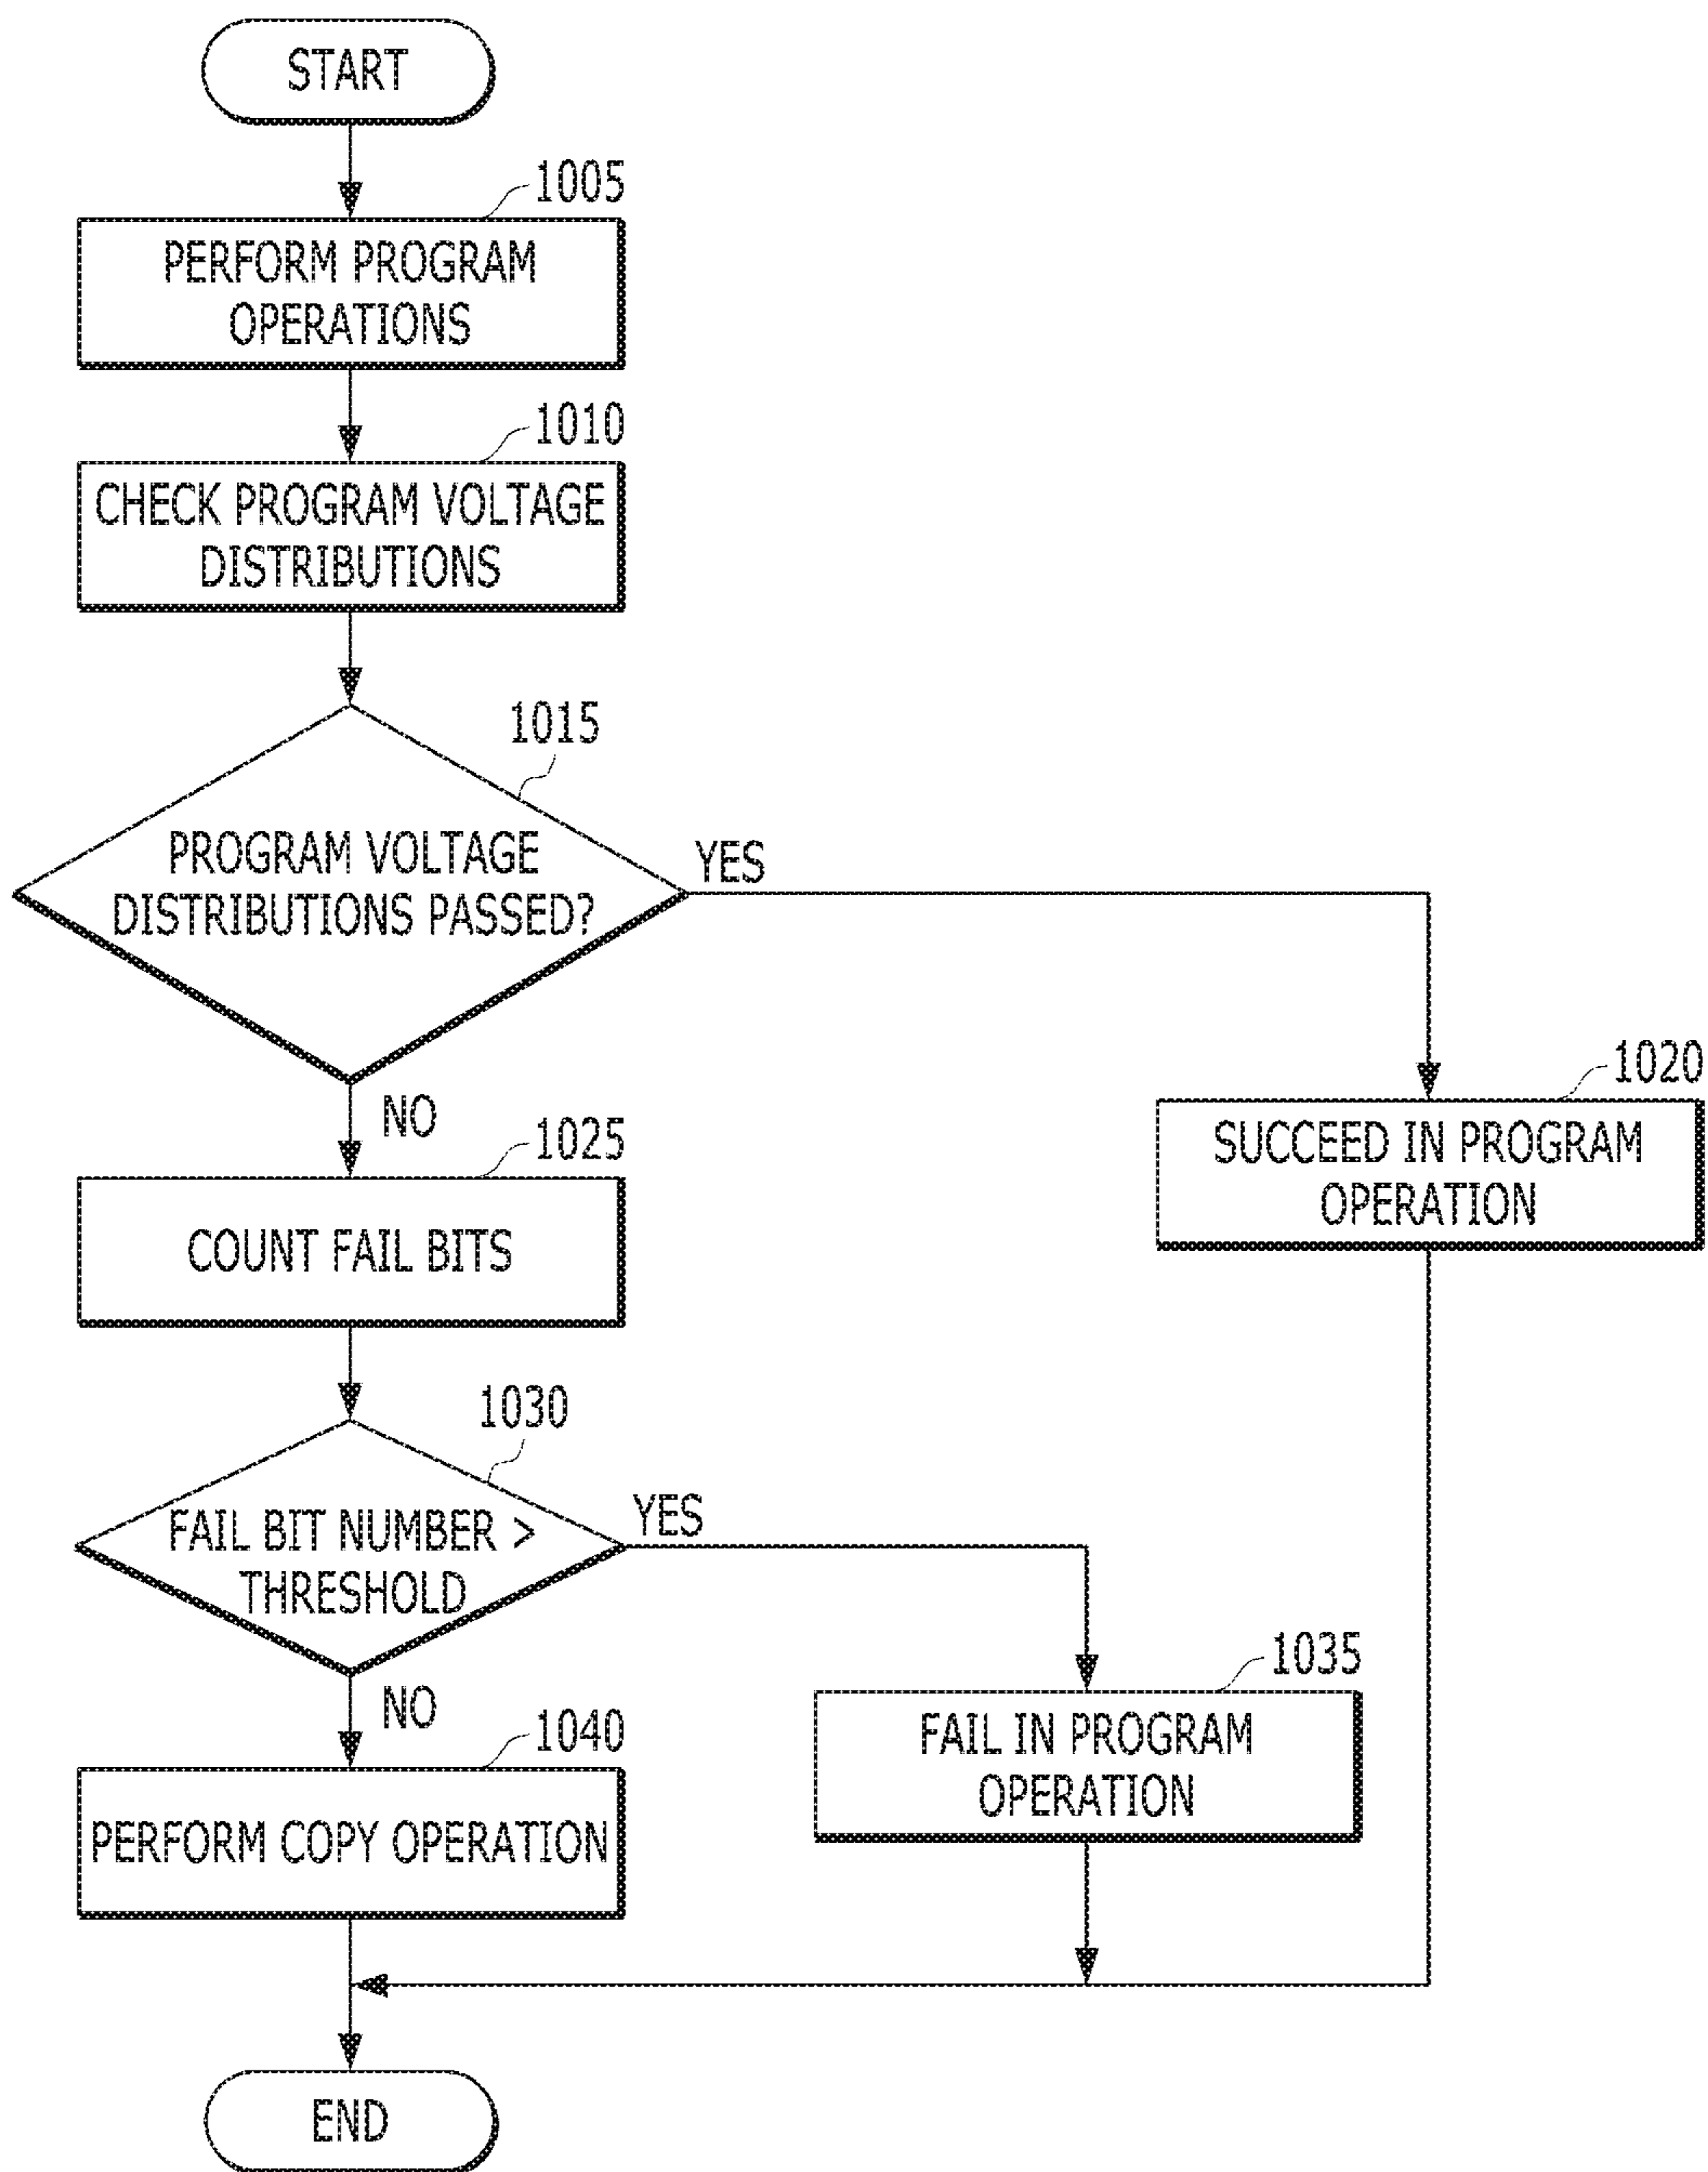 START
1005
PERFORM PROGRAM
OPERATIONS
1010
CHECK PROGRAM VOLTAGE
DISTRIBUTIONS
1015
PROGRAM VOLTAGE
DISTRIBUTIONS PASSED?
YES
NO
1020
SUCCEED IN PROGRAM
OPERATION
1025
COUNT FAIL BITS
1030
FAIL BIT NUMBER >
THRESHOLD
YES
NO
1035
FAIL IN PROGRAM
OPERATION
1040
PERFORM COPY OPERATION
END